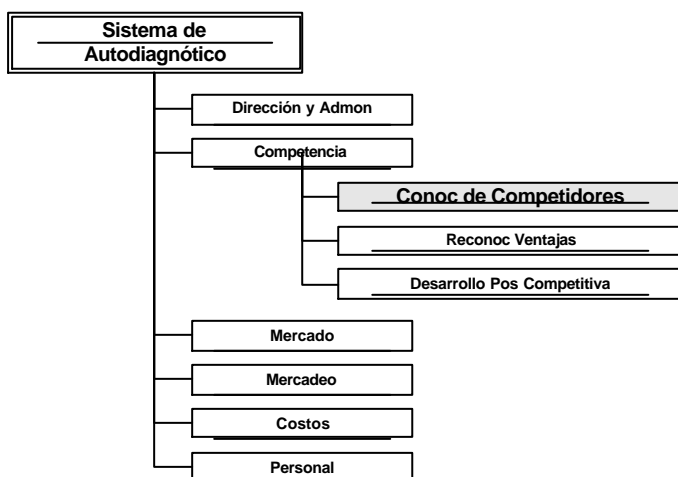 Sistema de
Autodiagnótico
Dirección y Admon
Competencia
Conoc de Competidores
Reconoc Ventajas
Desarrollo Pos Competitiva
Mercado
Mercadeo
Costos
Personal